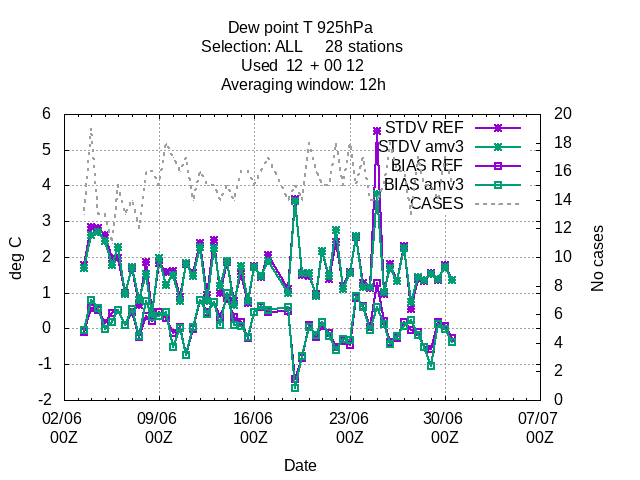 Dew point T 925hPa
Selection: ALL 28 stations
Used 12 + 00 12
Averaging window: 12h
6 20
5 18
4 16
3 14
2 12
1 10
0 8
-1 6
-2 4
2
0
deg C
No cases
STDV REF
STDV amv3
BIAS REF
BIAS amv3
CASES
02/06 09/06 16/06 23/06 30/06 07/07
00Z 00Z 00Z 00Z 00Z 00Z
Date